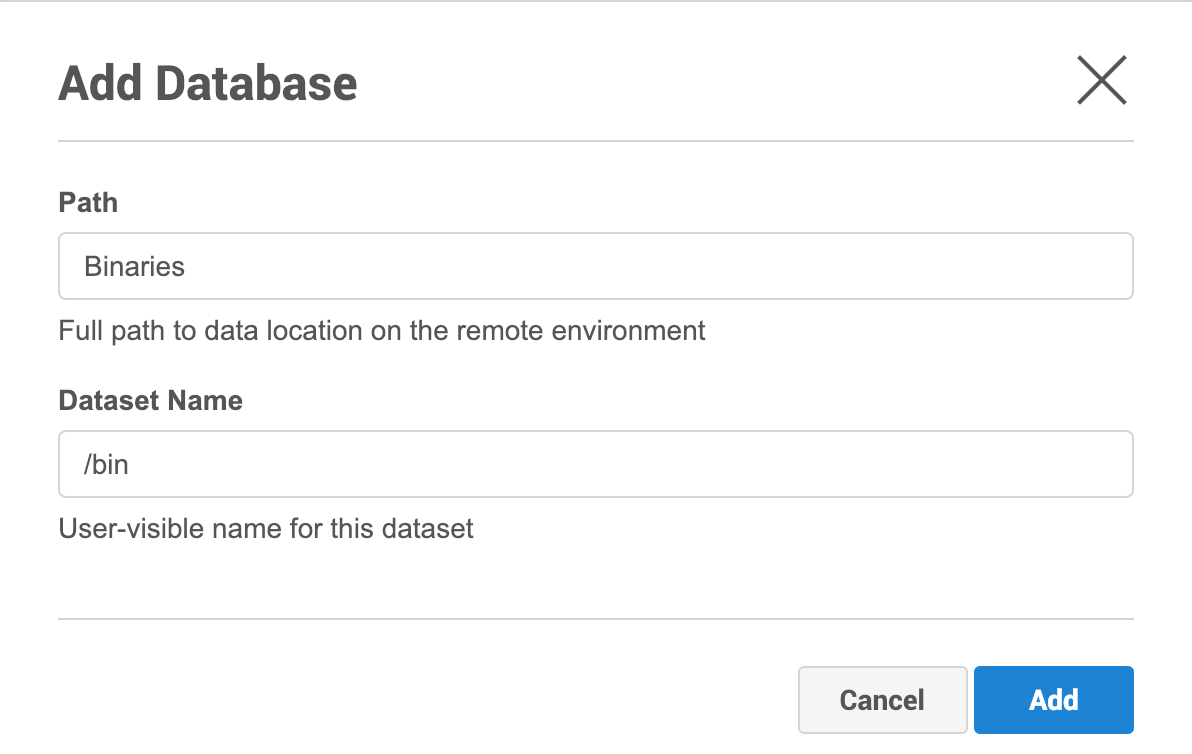 Add Database
Path
Binaries
Full path to data location on the remote environment
Dataset Name
/bin
User-visible name for this dataset
Cancel
Add